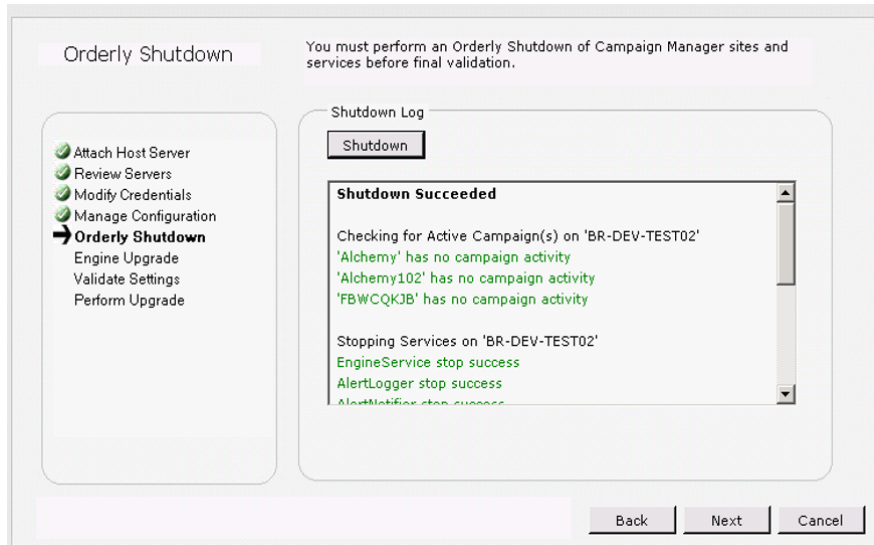 Orderly Shutdown
You must perform an Orderly Shutdown of Campaign Manager sites and
services before final validation.
Attach Host Server
Review Servers
Modify Credentials
Manage Configuration
Orderly Shutdown
Engine Upgrade
Validate Settings
Perform Upgrade
Shutdown Log
Shutdown
Shutdown Succeeded
Checking for Active Campaign(s) on 'BR-DEV-TEST02'
'Alchemy' has no campaign activity
'Alchemy102' has no campaign activity
'FBWCQKJB' has no campaign activity
Stopping Services on 'BR-DEV-TEST02'
EngineService stop success
AlertLogger stop success
AlertNotifier stop success
Back
Next
Cancel